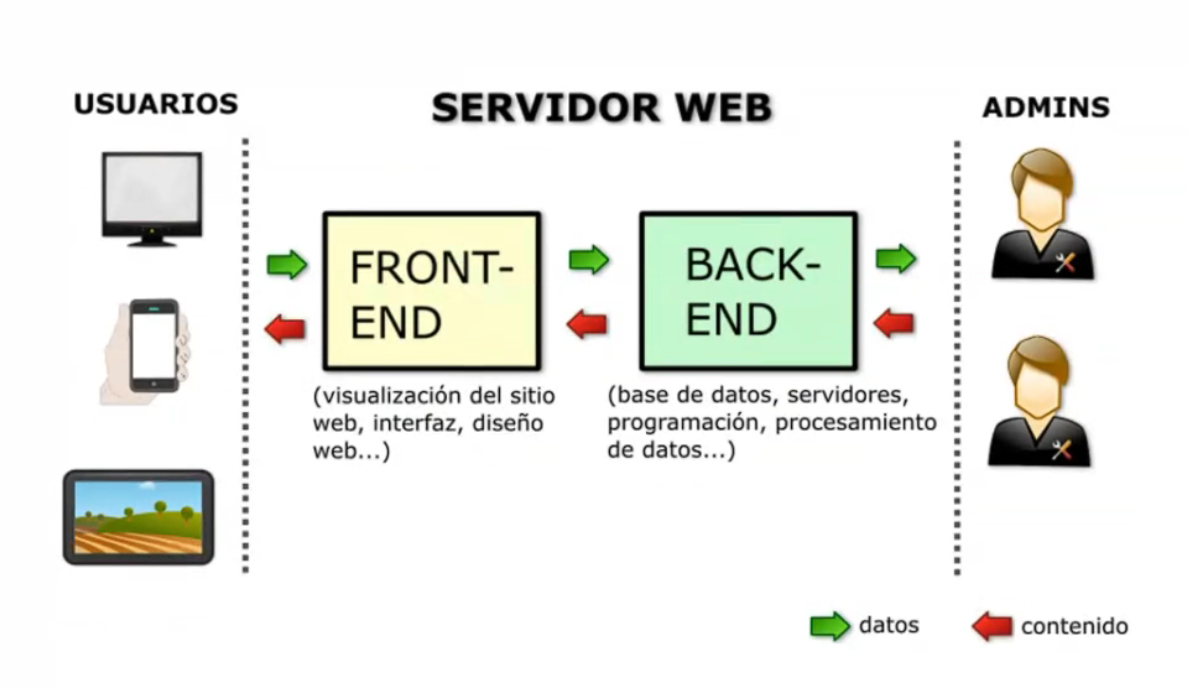 USUARIOS
SERVIDOR WEB
ADMINS
FRONT-
END
BACK-
END
(visualización del sitio
web, interfaz, diseño
web...)
(base de datos, servidores,
programación, procesamiento
de datos...)
datos
contenido